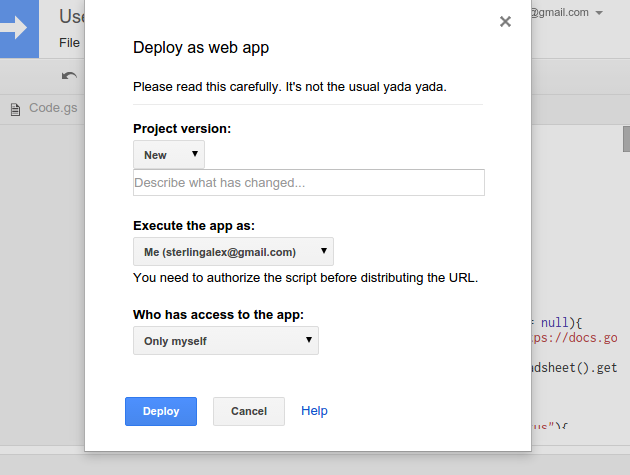 Use
@gmail.com
File
Code.gs
Deploy as web app
Please read this carefully. It's not the usual yada yada.
Project version:
New
Describe what has changed...
Execute the app as:
Me (sterlingalex@gmail.com)
You need to authorize the script before distributing the URL.
Who has access to the app:
Only myself
Deploy Cancel Help
= null){
tps://docs.go
adsheet().get
us"){